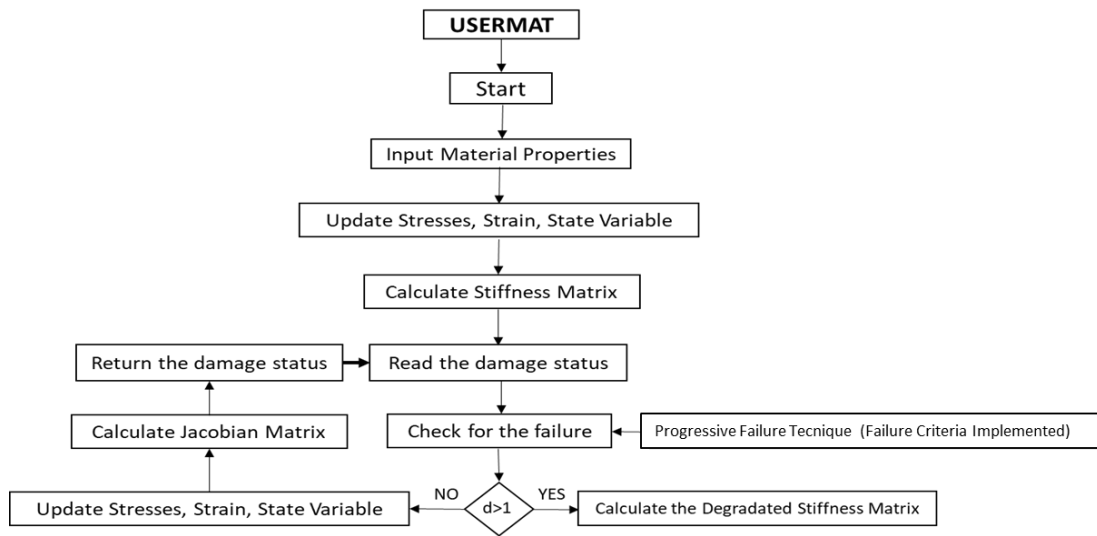 USERMAT
Start
Input Material Properties
Update Stresses, Strain, State Variable
Calculate Stiffness Matrix
Return the damage status
Read the damage status
Calculate Jacobian Matrix
Check for the failure
Progressive Failure Tecnique (Failure Criteria Implemented)
Update Stresses, Strain, State Variable
NO
d>1
YES
Calculate the Degradated Stiffness Matrix